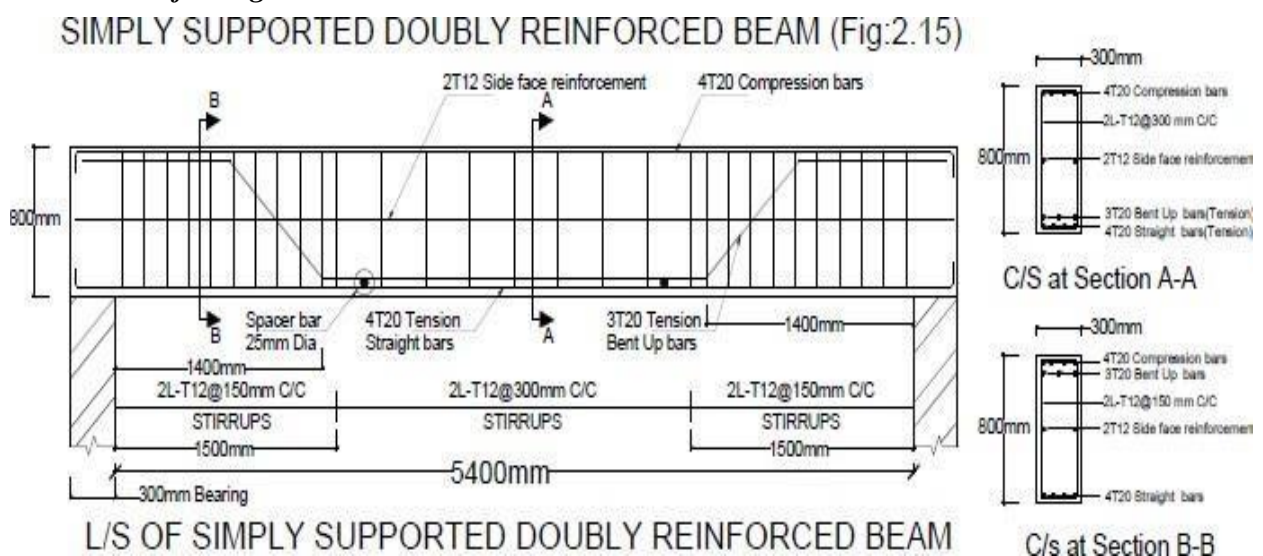 SIMPLY SUPPORTED DOUBLY REINFORCED BEAM (Fig:2.15)
2T12 Side face reinforcement
4T20 Compression bars
B
A
800mm
B
A
Spacer bar
25mm Dia
4T20 Tension
Straight bars
3T20 Tension
Bent Up bars
1400mm
1400mm
2L-T12@150mm C/C
2L-T12@300mm C/C
2L-T12@150mm C/C
STIRRUPS
STIRRUPS
STIRRUPS
1500mm
1500mm
5400mm
300mm Bearing
L/S OF SIMPLY SUPPORTED DOUBLY REINFORCED BEAM
300mm
4T20 Compression bars
2L-T12@300 mm C/C
800mm
2T12 Side face reinforcement
3T20 Bent Up bars(Tension)
4T20 Straight bars(Tension)
C/S at Section A-A
300mm
4T20 Compression bars
3T20 Bent Up bars
2L-T12@150 mm C/C
800mm
2T12 Side face reinforcement
4T20 Straight bars
C/s at Section B-B